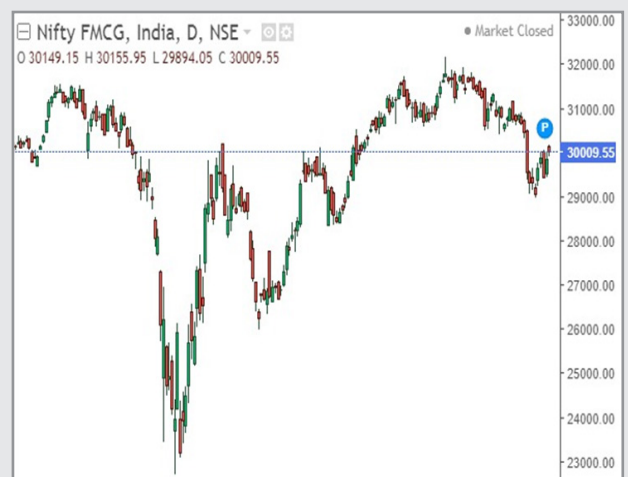 Nifty FMCG, India, D, NSE
Market Closed
O 30149.15 H 30155.95 L 29894.05 C 30009.55
33000.00
32000.00
31000.00
P
30009.55
29000.00
28000.00
27000.00
26000.00
25000.00
24000.00
23000.00